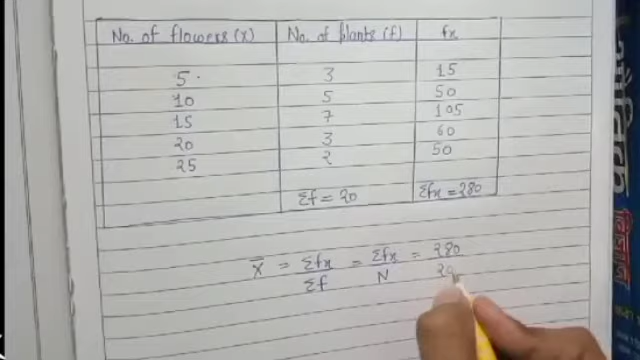 No. of flowers (x) No. of plants (f) fx
5 3 15
10 5 50
15 7 105
20 3 60
25 2 50
Σf = 20 Σfx = 280
x̄ = Σfx / Σf = Σfx / N = 280 / 20
विज्ञान